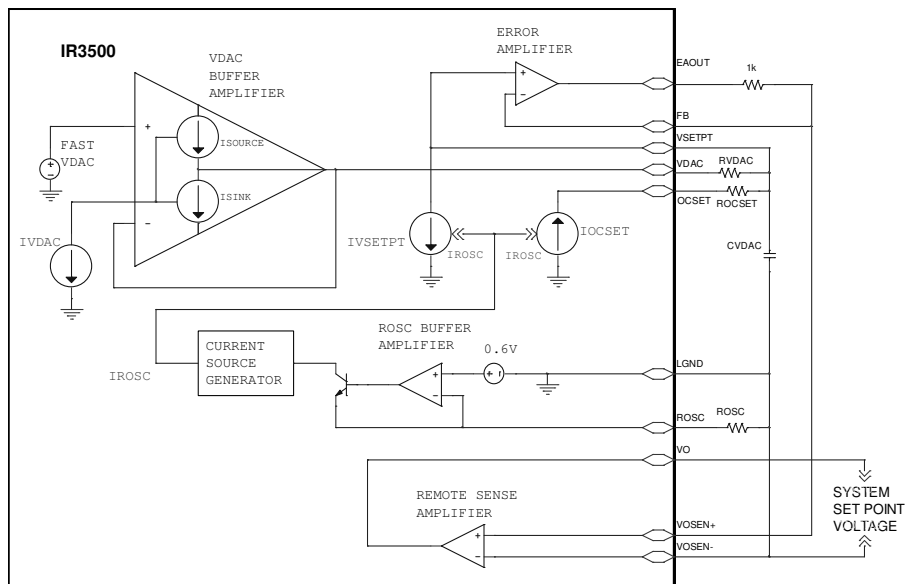 IR3500
VDAC
BUFFER
AMPLIFIER
ERROR
AMPLIFIER
EAOUT
1k
+
-
FB
VSETPT
FAST
VDAC
+
-
+
ISOURCE
VDAC
RVDAC
ISINK
OCSET
ROCSET
-
IVDAC
IVSETPT
IROSC
IROSC
IOCSET
CVDAC
CURRENT
SOURCE
GENERATOR
IROSC
ROSC BUFFER
AMPLIFIER
0.6V
+
-
+
-
LGND
ROSC
ROSC
VO
REMOTE SENSE
AMPLIFIER
+
-
VOSEN+
VOSEN-
SYSTEM
SET POINT
VOLTAGE